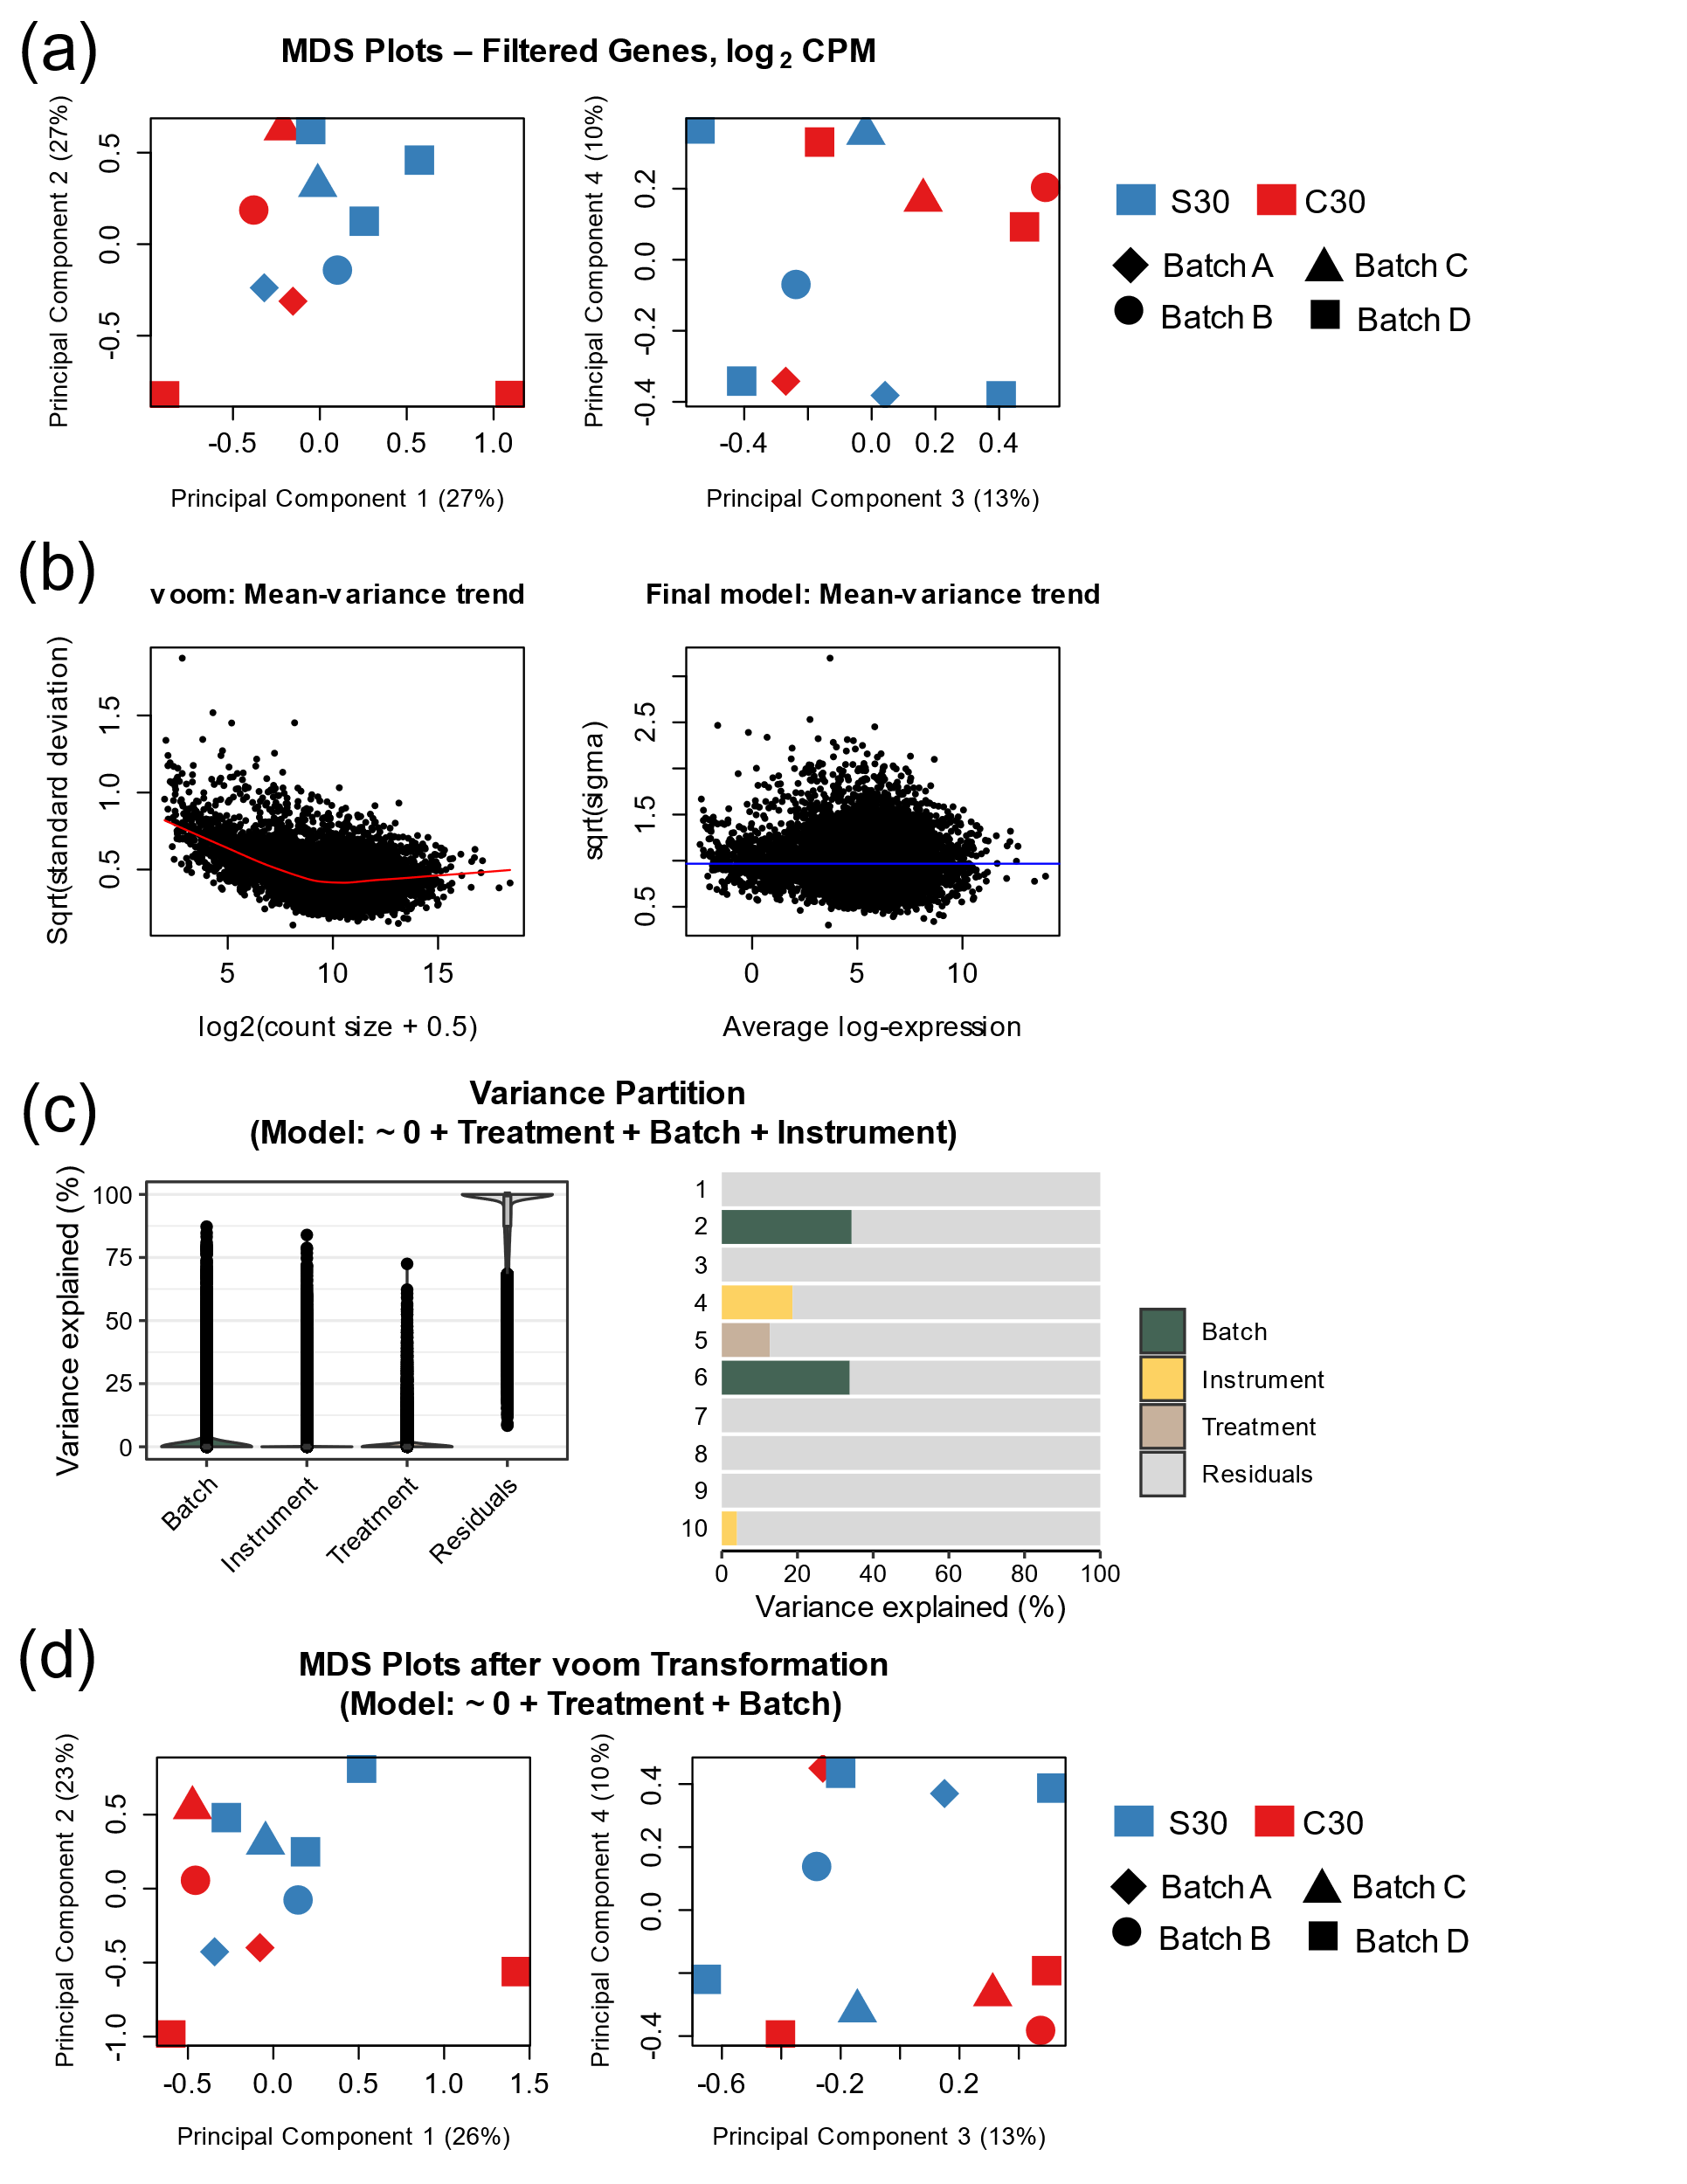 (a)
MDS Plots – Filtered Genes, log2 CPM
Principal Component 2 (27%)
0.5
0.0
-0.5
-0.5 0.0 0.5 1.0
Principal Component 1 (27%)
Principal Component 4 (10%)
0.2
0.0
-0.2
-0.4
-0.4 0.0 0.2 0.4
Principal Component 3 (13%)
S30 C30
Batch A Batch C
Batch B Batch D
(b)
voom: Mean-variance trend
Sqrt(standard deviation)
1.5
1.0
0.5
5 10 15
log2(count size + 0.5)
Final model: Mean-variance trend
sqrt(sigma)
2.5
1.5
0.5
0 5 10
Average log-expression
(c)
Variance Partition
(Model: ~ 0 + Treatment + Batch + Instrument)
Variance explained (%)
100
75
50
25
0
Batch
Instrument
Treatment
Residuals
1
2
3
4
5
6
7
8
9
10
0 20 40 60 80 100
Variance explained (%)
Batch
Instrument
Treatment
Residuals
(d)
MDS Plots after voom Transformation
(Model: ~ 0 + Treatment + Batch)
Principal Component 2 (23%)
0.5
0.0
-0.5
-1.0
-0.5 0.0 0.5 1.0 1.5
Principal Component 1 (26%)
Principal Component 4 (10%)
0.4
0.2
0.0
-0.4
-0.6 -0.2 0.2
Principal Component 3 (13%)
S30 C30
Batch A Batch C
Batch B Batch D